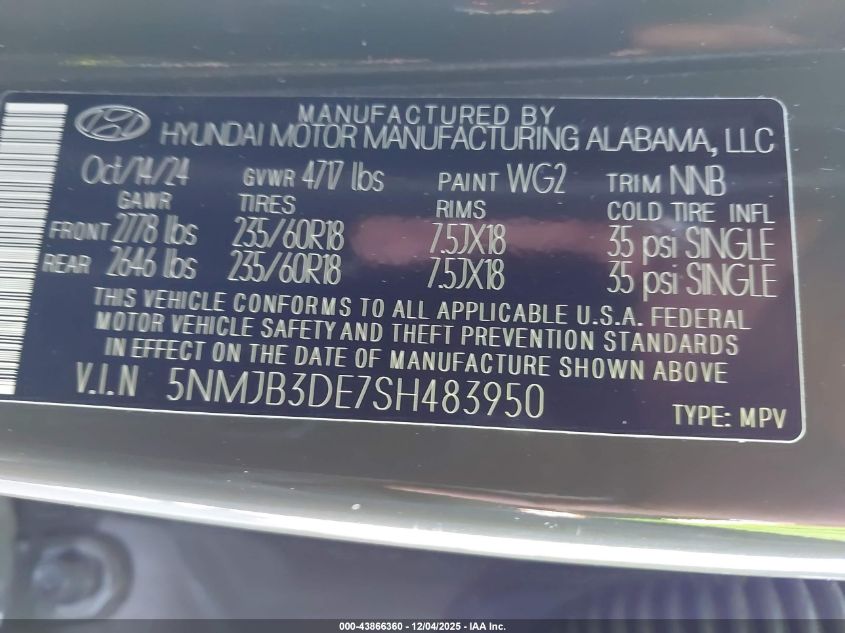 MANUFACTURED BY
HYUNDAI MOTOR MANUFACTURING ALABAMA, LLC
Oct/14/24 GVWR 4717 lbs PAINT WG2 TRIM NNB
GAWR TIRES RIMS COLD TIRE INFL
FRONT 2778 lbs 235/60R18 7.5JX18 35 psi SINGLE
REAR 2646 lbs 235/60R18 7.5JX18 35 psi SINGLE
THIS VEHICLE CONFORMS TO ALL APPLICABLE U.S.A. FEDERAL
MOTOR VEHICLE SAFETY AND THEFT PREVENTION STANDARDS
IN EFFECT ON THE DATE OF MANUFACTURE SHOWN ABOVE
V.I.N 5NMJB3DE7SH483950
TYPE: MPV
000-43866360 - 12/04/2025 - IAA Inc.